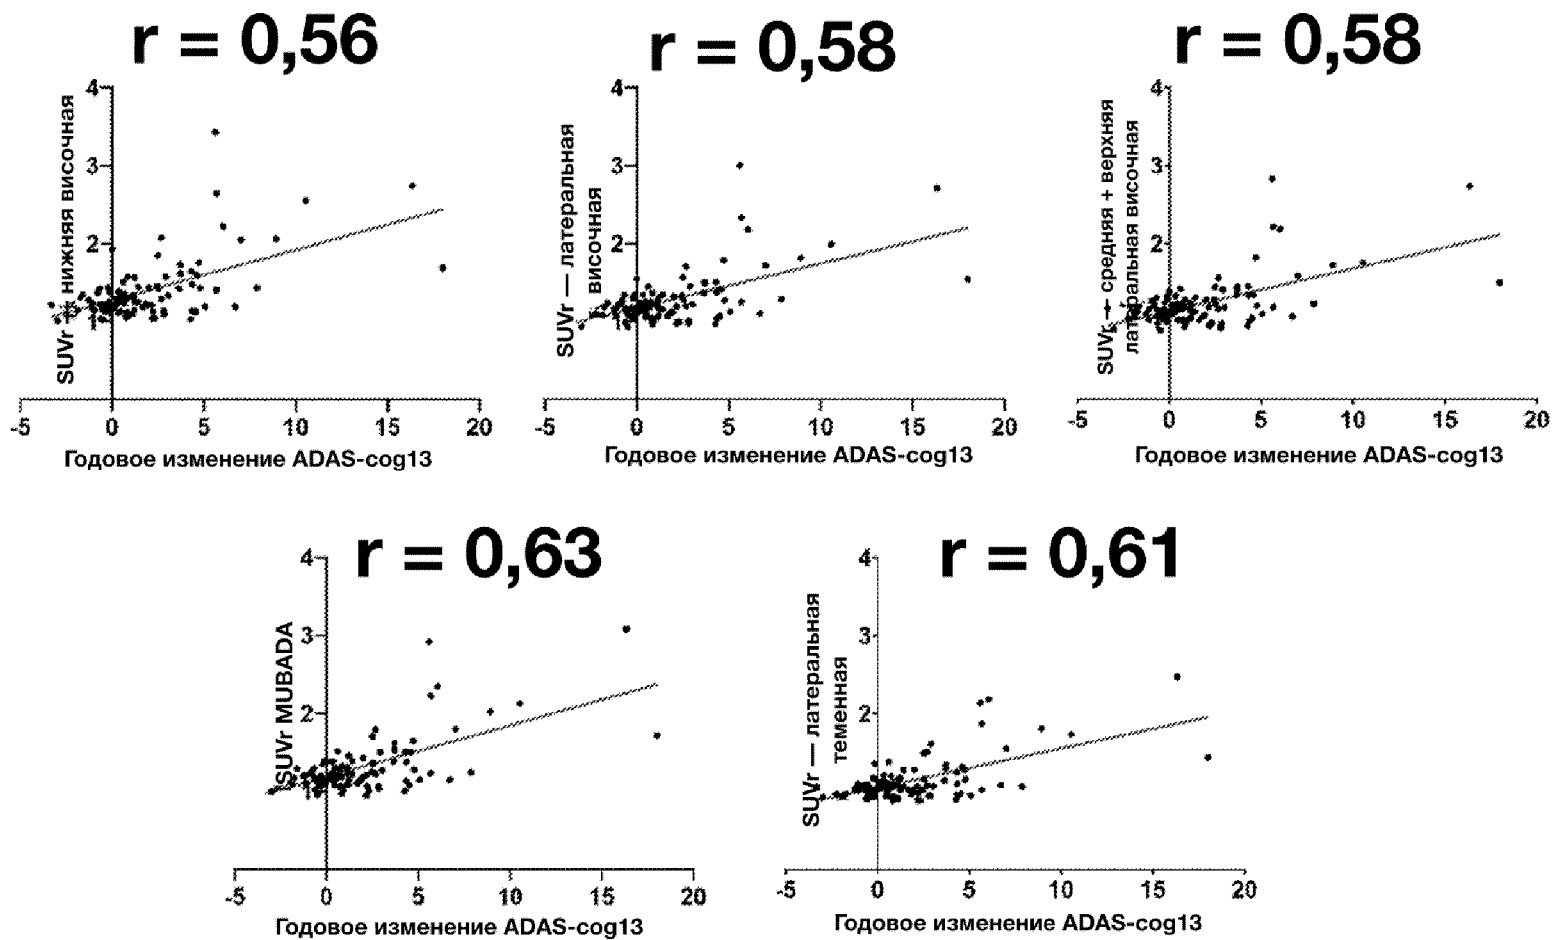 r = 0,56
4
3
2
SUVr — нижняя височная
-5 0 5 10 15 20
Годовое изменение ADAS-cog13
r = 0,58
4
3
2
SUVr — латеральная
височная
-5 0 5 10 15 20
Годовое изменение ADAS-cog13
r = 0,58
4
3
2
SUVr — средняя + верхняя
латеральная височная
-5 0 5 10 15 20
Годовое изменение ADAS-cog13
r = 0,63
4
3
2
SUVr MUBADA
-5 0 5 10 15 20
Годовое изменение ADAS-cog13
r = 0,61
4
3
2
SUVr — латеральная
теменная
-5 0 5 10 15 20
Годовое изменение ADAS-cog13